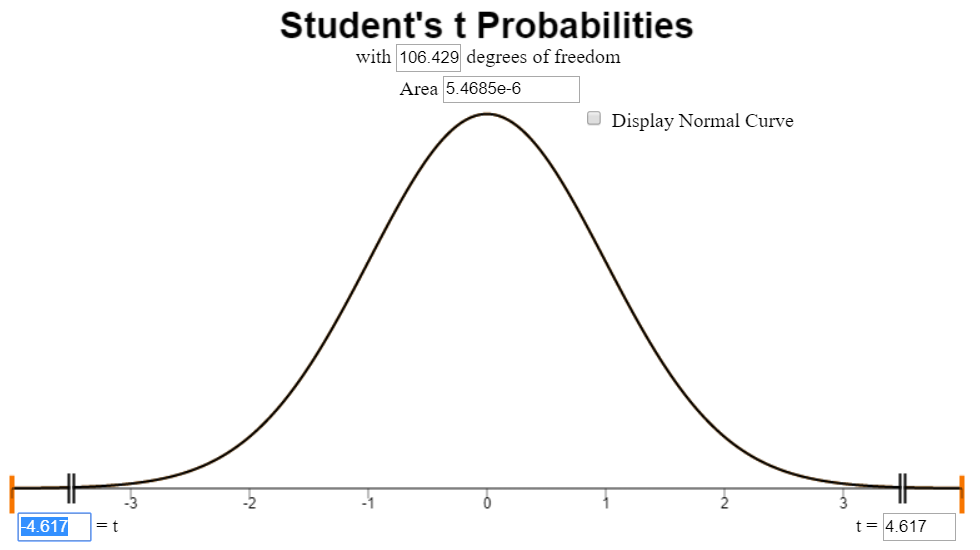 Student's t Probabilities
with 106.429 degrees of freedom
Area 5.4685e-6
Display Normal Curve
-3 -2 -1 0 1 2 3
-4.617 = t t = 4.617